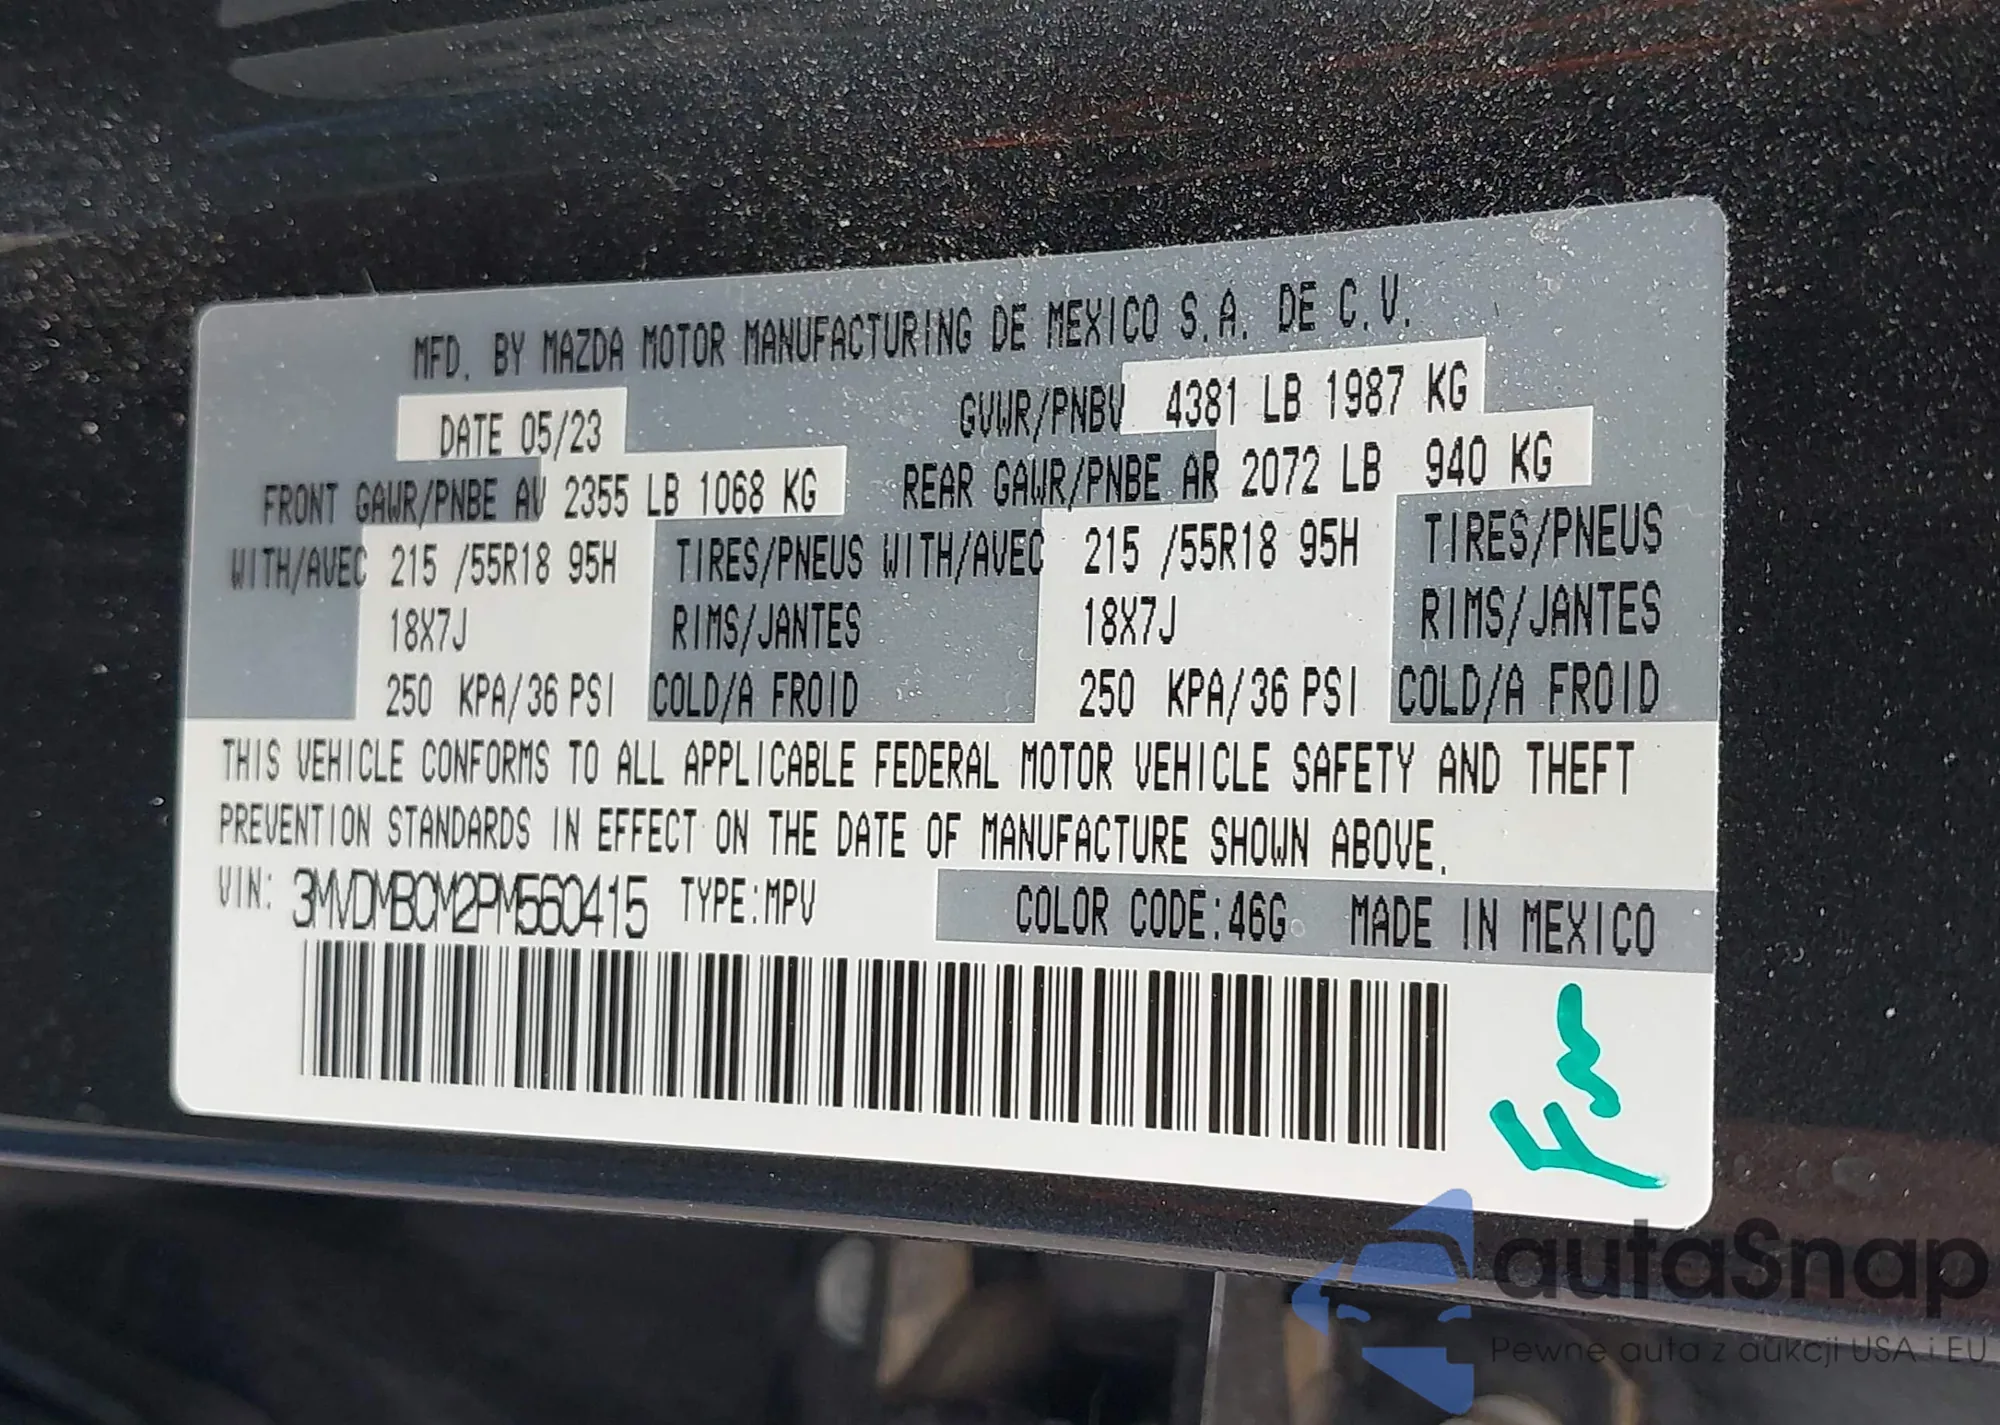 MFD. BY MAZDA MOTOR MANUFACTURING DE MEXICO S.A. DE C.V.
DATE 05/23 GVWR/PNBV 4381 LB 1987 KG
FRONT GAWR/PNBE AV 2355 LB 1068 KG REAR GAWR/PNBE AR 2072 LB 940 KG
WITH/AVEC 215 /55R18 95H TIRES/PNEUS WITH/AVEC 215 /55R18 95H TIRES/PNEUS
18X7J RIMS/JANTES 18X7J RIMS/JANTES
250 KPA/36 PSI COLD/A FROID 250 KPA/36 PSI COLD/A FROID
THIS VEHICLE CONFORMS TO ALL APPLICABLE FEDERAL MOTOR VEHICLE SAFETY AND THEFT
PREVENTION STANDARDS IN EFFECT ON THE DATE OF MANUFACTURE SHOWN ABOVE.
VIN: 3MVDMBCM2PM560415 TYPE:MPV COLOR CODE:46G MADE IN MEXICO
autaSnap
Pewne auta z aukcji USA i EU